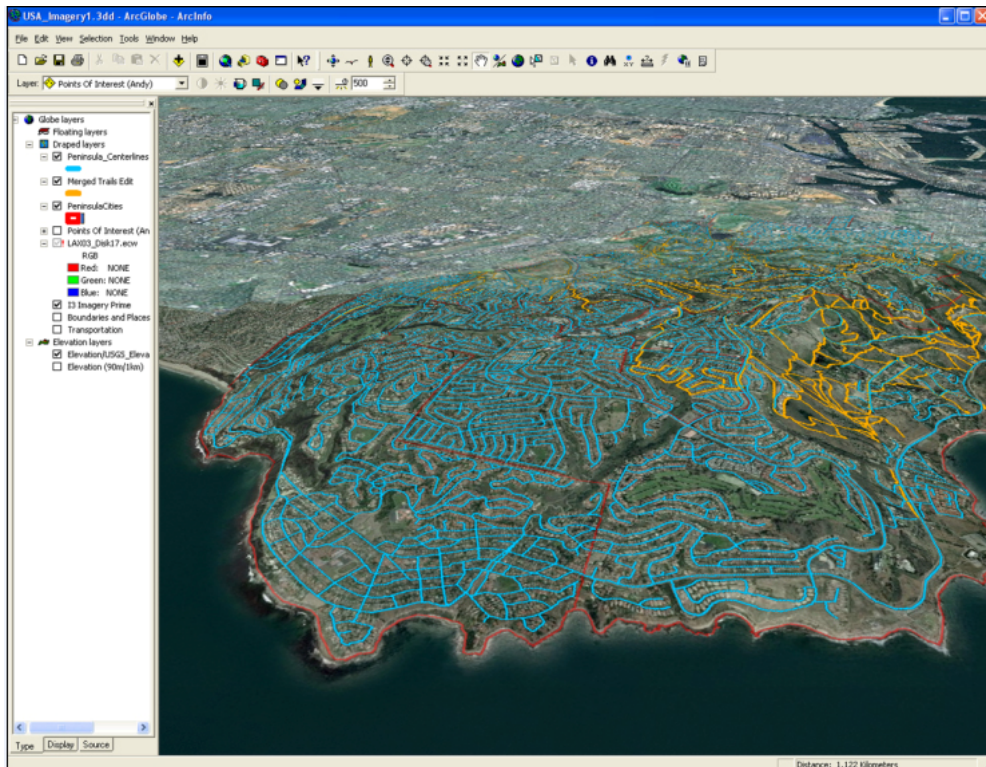 USA_Imagery1.3dd - ArcGlobe - ArcInfo
File Edit View Selection Tools Window Help
Layer: Points Of Interest (Andy) 500
Globe layers
Floating layers
Draped layers
Peninsula_Centerlines
Merged Trails Edit
PeninsulaCities
Points Of Interest (An
LAX03_Disk17.ecw
RGB
Red: NONE
Green: NONE
Blue: NONE
I3 Imagery Prime
Boundaries and Places
Transportation
Elevation layers
Elevation/USGS_Eleva
Elevation (90m/1km)
Type Display Source
Distance: 1.122 Kilometers